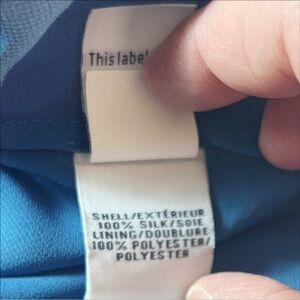 This label
SHELL/EXTÉRIEUR
100% SILK/SOIE
LINING/DOUBLURE
100% POLYESTER/
POLYESTER